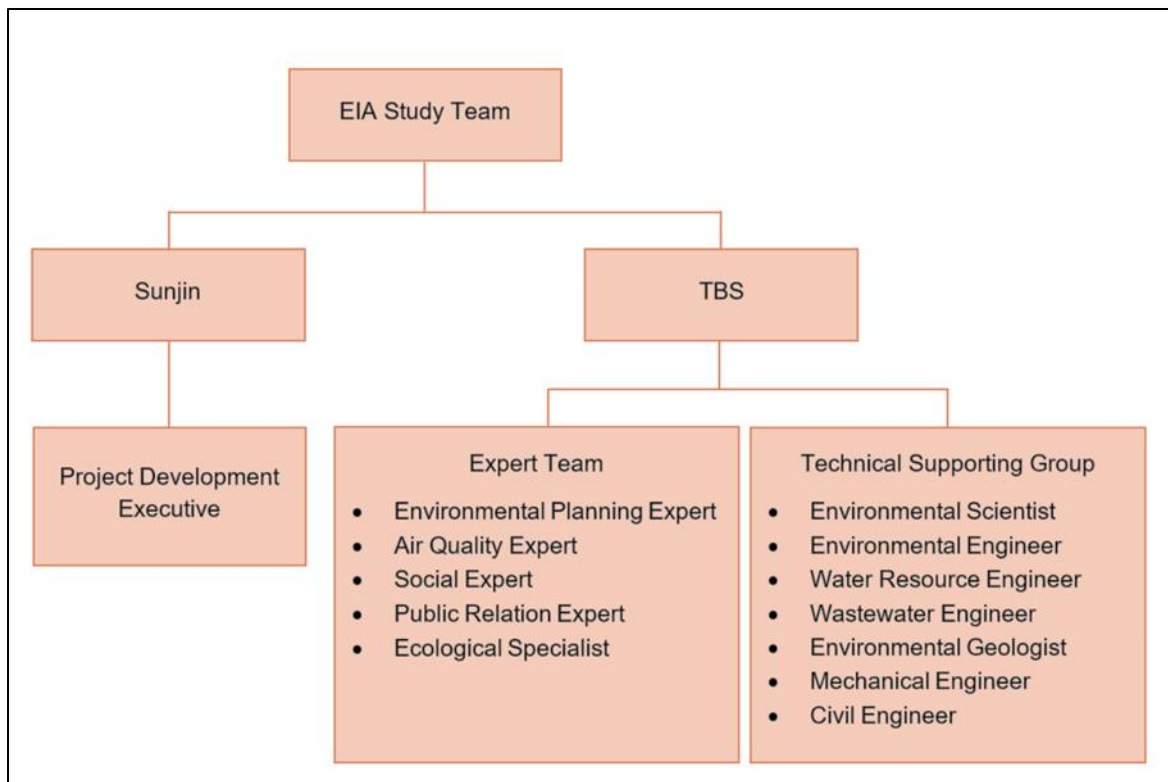 EIA Study Team
Sunjin
TBS
Project Development
Executive
Expert Team
• Environmental Planning Expert
• Air Quality Expert
• Social Expert
• Public Relation Expert
• Ecological Specialist
Technical Supporting Group
• Environmental Scientist
• Environmental Engineer
• Water Resource Engineer
• Wastewater Engineer
• Environmental Geologist
• Mechanical Engineer
• Civil Engineer